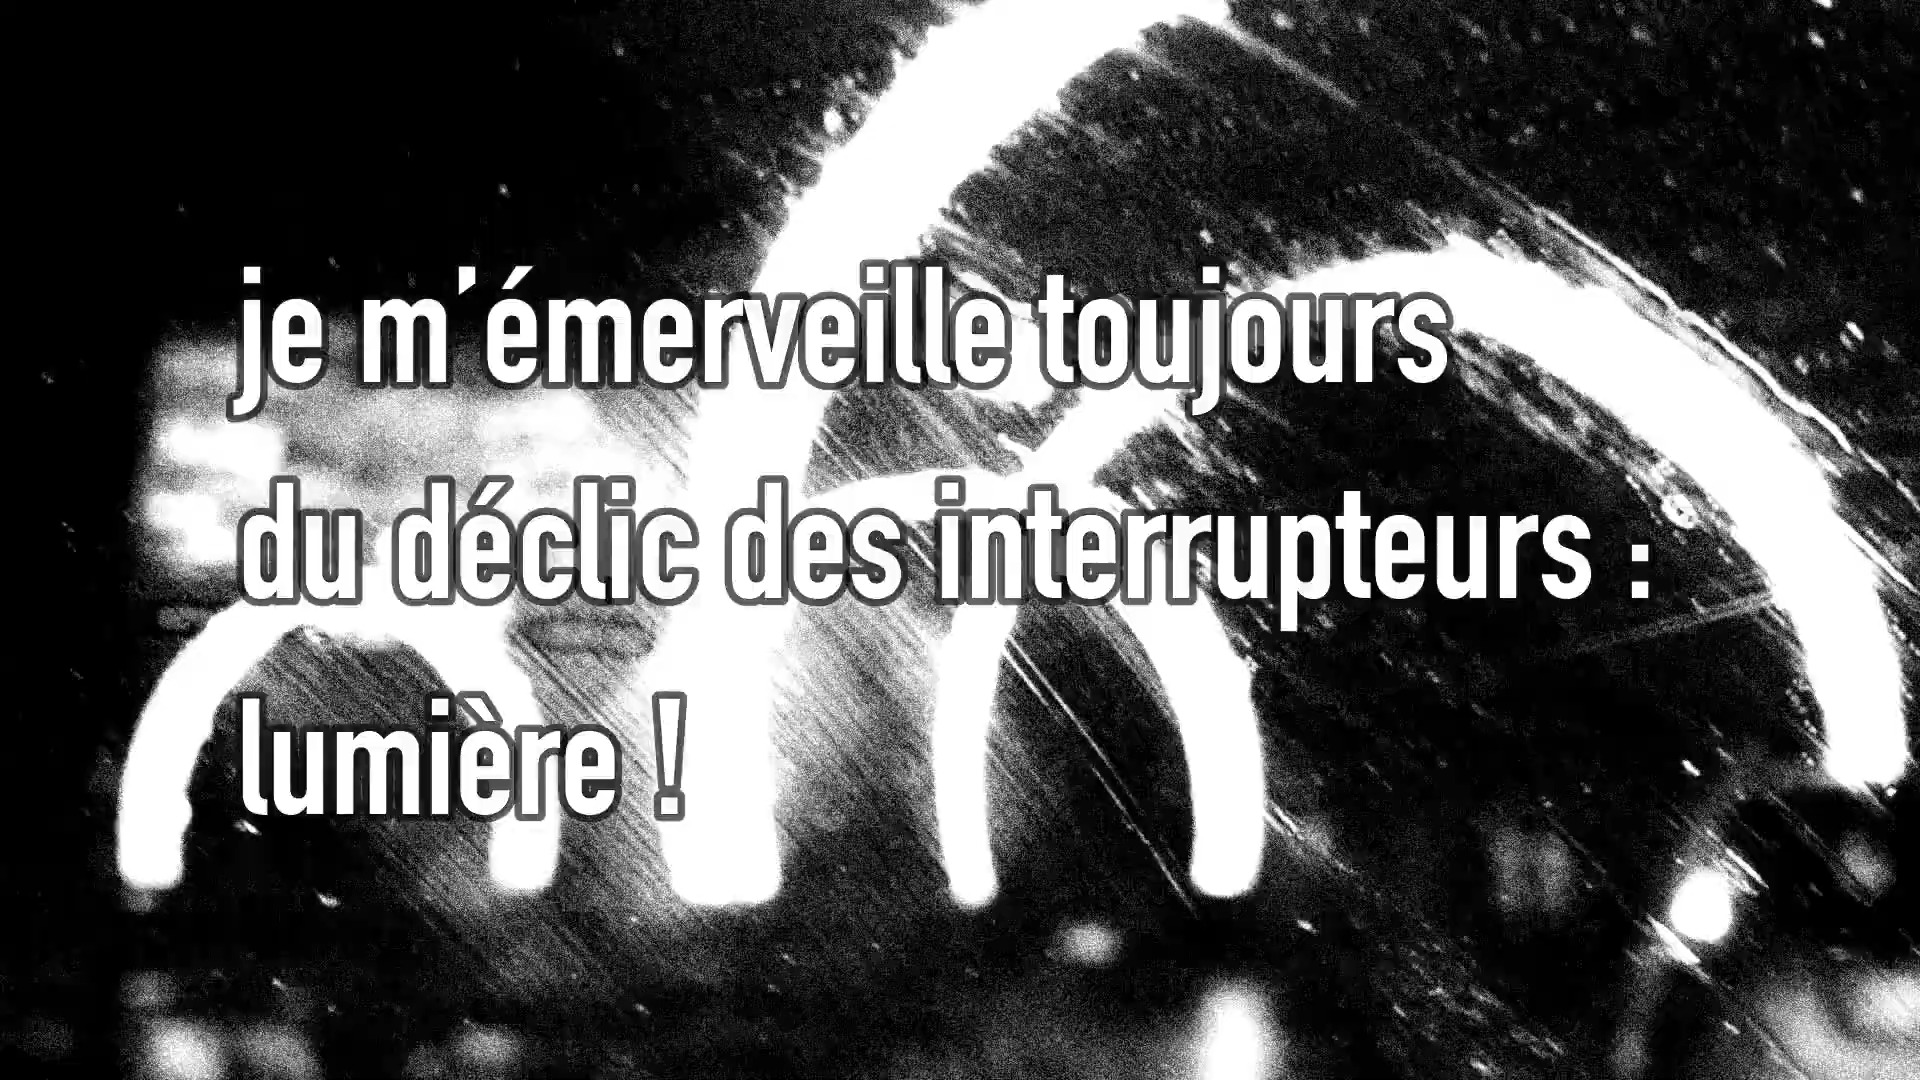 je m'émerveille toujours
du déclic des interrupteurs :
lumière !